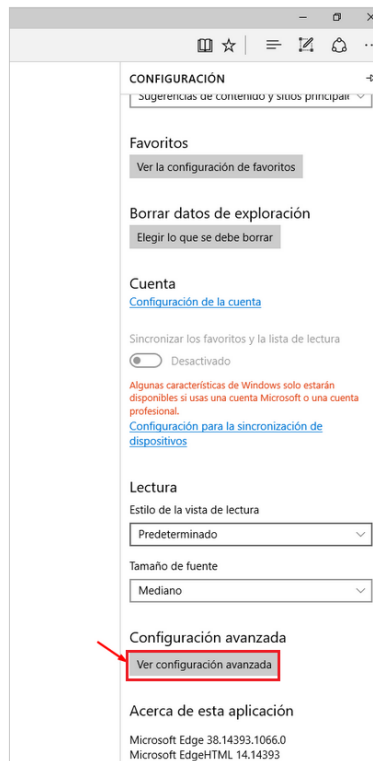 CONFIGURACIÓN
Sugerencias de contenido y sitios principale
Favoritos
Ver la configuración de favoritos
Borrar datos de exploración
Elegir lo que se debe borrar
Cuenta
Configuración de la cuenta
Sincronizar los favoritos y la lista de lectura
Desactivado
Algunas características de Windows solo estarán
disponibles si usas una cuenta Microsoft o una cuenta
profesional.
Configuración para la sincronización de
dispositivos
Lectura
Estilo de la vista de lectura
Predeterminado
Tamaño de fuente
Mediano
Configuración avanzada
Ver configuración avanzada
Acerca de esta aplicación
Microsoft Edge 38.14393.1066.0
Microsoft EdgeHTML 14.14393